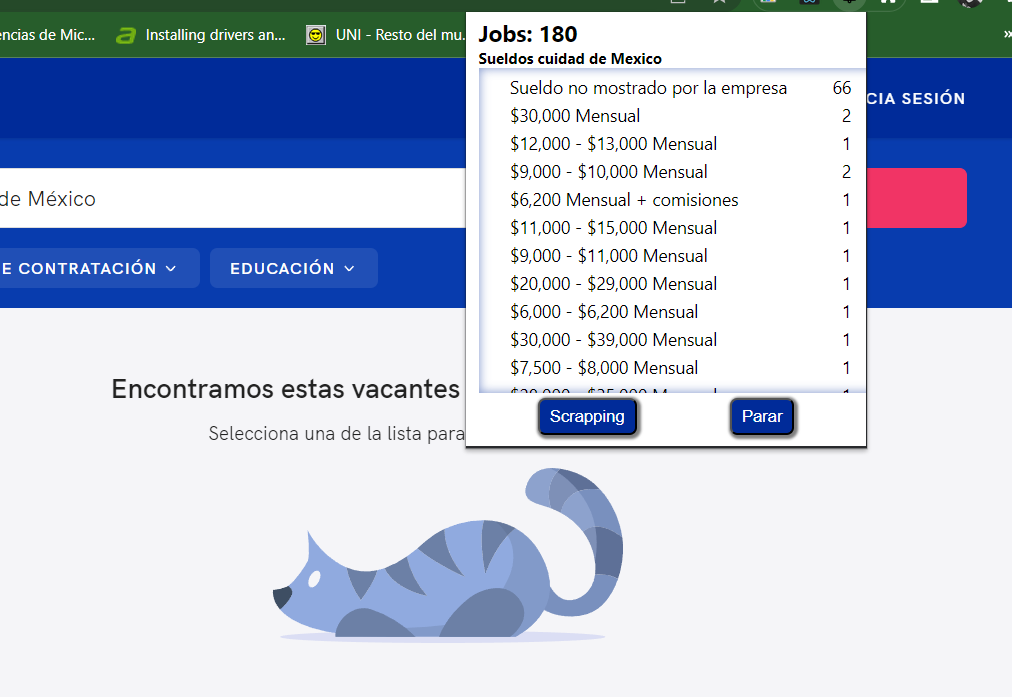 encias de Mic...
Installing drivers an...
UNI - Resto del mu.
»
Jobs: 180
Sueldos cuidad de Mexico
Sueldo no mostrado por la empresa 66
$30,000 Mensual 2
$12,000 - $13,000 Mensual 1
$9,000 - $10,000 Mensual 2
$6,200 Mensual + comisiones 1
$11,000 - $15,000 Mensual 1
$9,000 - $11,000 Mensual 1
$20,000 - $29,000 Mensual 1
$6,000 - $6,200 Mensual 1
$30,000 - $39,000 Mensual 1
$7,500 - $8,000 Mensual 1
Scrapping
Parar
CIA SESIÓN
de México
E CONTRATACIÓN
EDUCACIÓN
Encontramos estas vacantes
Selecciona una de la lista para